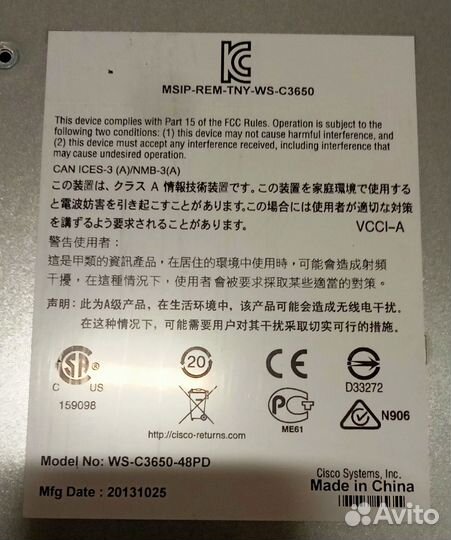 MSIP-REM-TNY-WS-C3650
This device complies with Part 15 of the FCC Rules. Operation is subject to the
following two conditions: (1) this device may not cause harmful interference, and
(2) this device must accept any interference received, including interference that
may cause undesired operation.
CAN ICES-3 (A)/NMB-3(A)
この装置は、クラス A 情報技術装置です。この装置を家庭環境で使用する
と電波妨害を引き起こすことがあります。この場合には使用者が適切な対策
を講ずるよう要求されることがあります。 VCCI-A
警告使用者:
這是甲類的資訊產品，在居住的環境中使用時，可能會造成射頻
干擾，在這種情況下，使用者會被要求採取某些適當的對策。
声明：此为A级产品，在生活环境中，该产品可能会造成无线电干扰。
在这种情况下，可能需要用户对其干扰采取切实可行的措施。
C US
159098
20
CE
D33272
ME61
N906
http://cisco-returns.com
Model No: WS-C3650-48PD
Mfg Date : 20131025
Cisco Systems, Inc.
Made in China
Avito